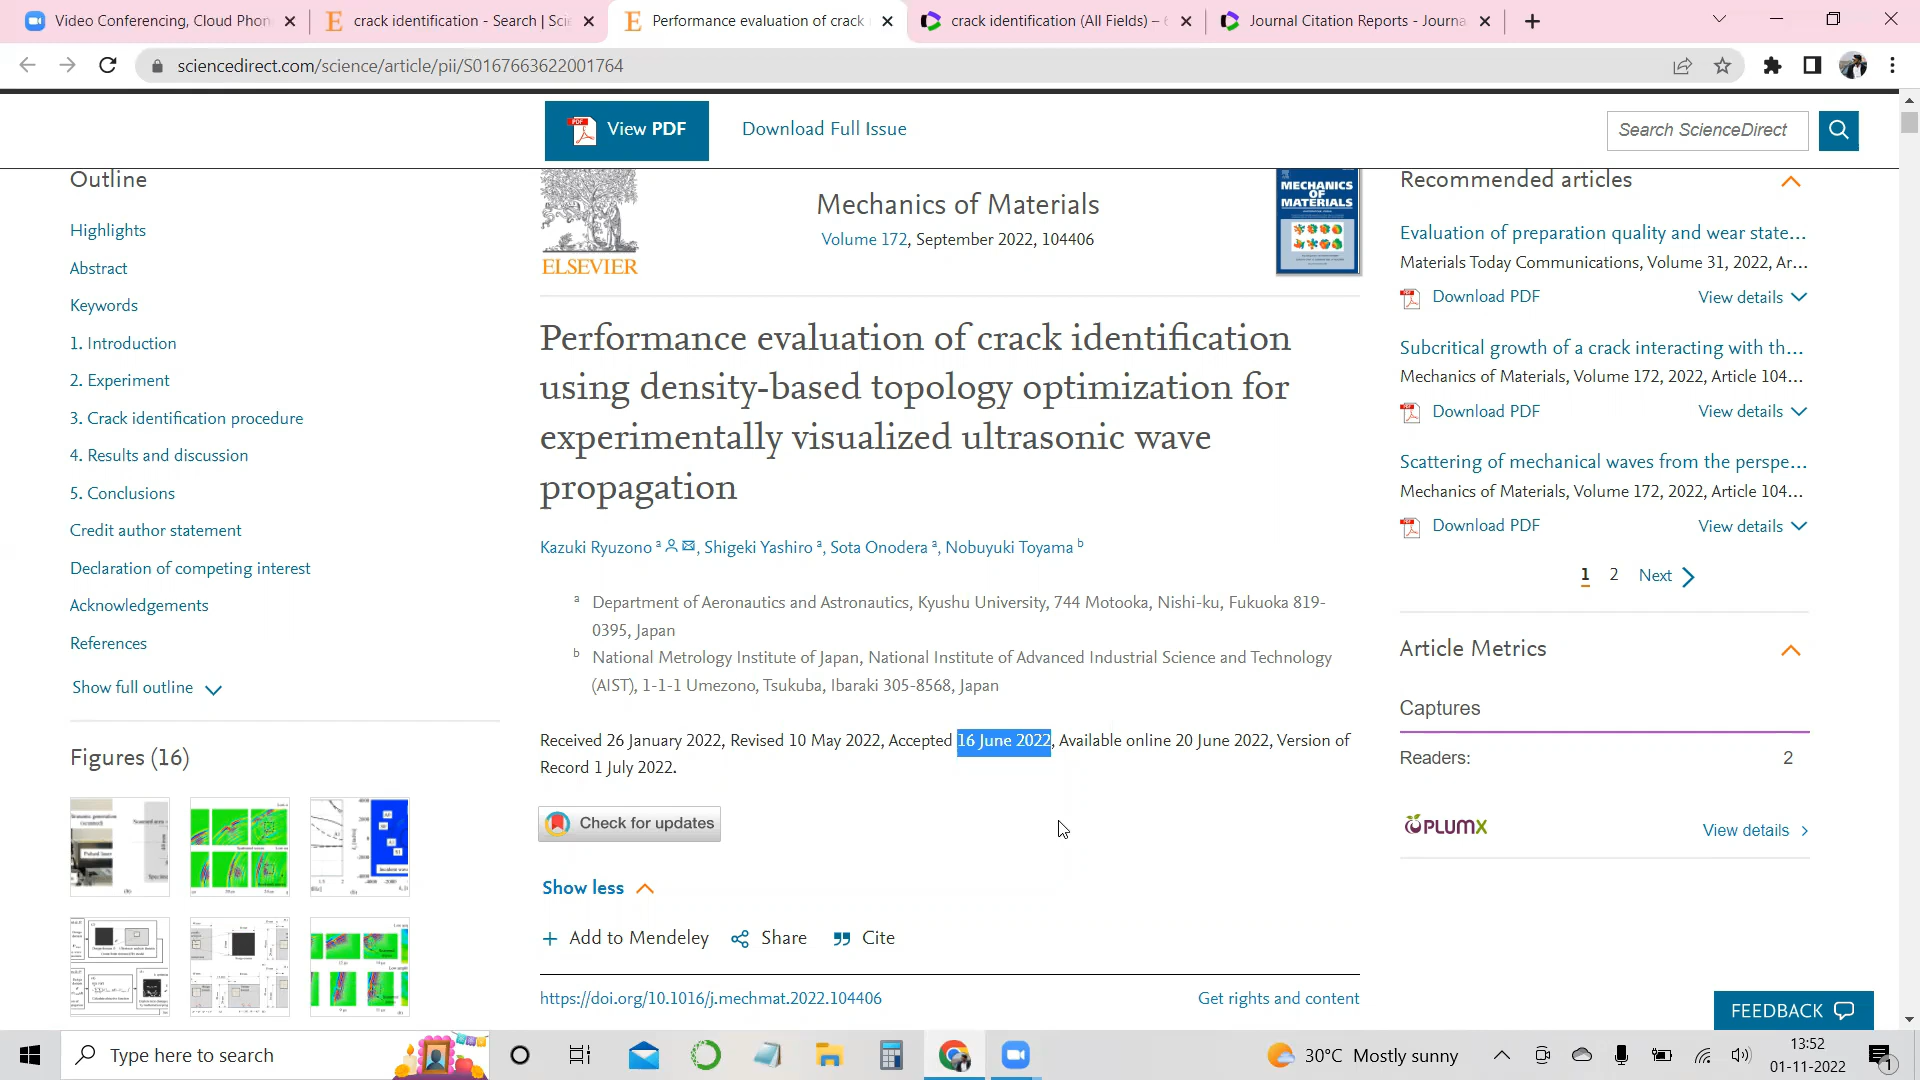 Video Conferencing, Cloud Phon
crack identification - Search | Scie
Performance evaluation of crack
crack identification (All Fields) – 6
Journal Citation Reports - Journa
sciencedirect.com/science/article/pii/S0167663622001764
View PDF
Download Full Issue
Search ScienceDirect
Outline
Highlights
Abstract
Keywords
1. Introduction
2. Experiment
3. Crack identification procedure
4. Results and discussion
5. Conclusions
Credit author statement
Declaration of competing interest
Acknowledgements
References
Show full outline
Figures (16)
ELSEVIER
Mechanics of Materials
Volume 172, September 2022, 104406
MECHANICS
OF
MATERIALS
Performance evaluation of crack identification
using density-based topology optimization for
experimentally visualized ultrasonic wave
propagation
Kazuki Ryuzono a, Shigeki Yashiro a, Sota Onodera a, Nobuyuki Toyama b
a Department of Aeronautics and Astronautics, Kyushu University, 744 Motooka, Nishi-ku, Fukuoka 819-
0395, Japan
b National Metrology Institute of Japan, National Institute of Advanced Industrial Science and Technology
(AIST), 1-1-1 Umezono, Tsukuba, Ibaraki 305-8568, Japan
Received 26 January 2022, Revised 10 May 2022, Accepted 16 June 2022, Available online 20 June 2022, Version of
Record 1 July 2022.
Check for updates
Show less
Add to Mendeley
Share
Cite
https://doi.org/10.1016/j.mechmat.2022.104406
Get rights and content
Recommended articles
Evaluation of preparation quality and wear state...
Materials Today Communications, Volume 31, 2022, Ar...
Download PDF
View details
Subcritical growth of a crack interacting with th...
Mechanics of Materials, Volume 172, 2022, Article 104...
Download PDF
View details
Scattering of mechanical waves from the perspe...
Mechanics of Materials, Volume 172, 2022, Article 104...
Download PDF
View details
1 2 Next
Article Metrics
Captures
Readers: 2
PLUMX
View details
FEEDBACK
Type here to search
30°C Mostly sunny
13:52
01-11-2022
1